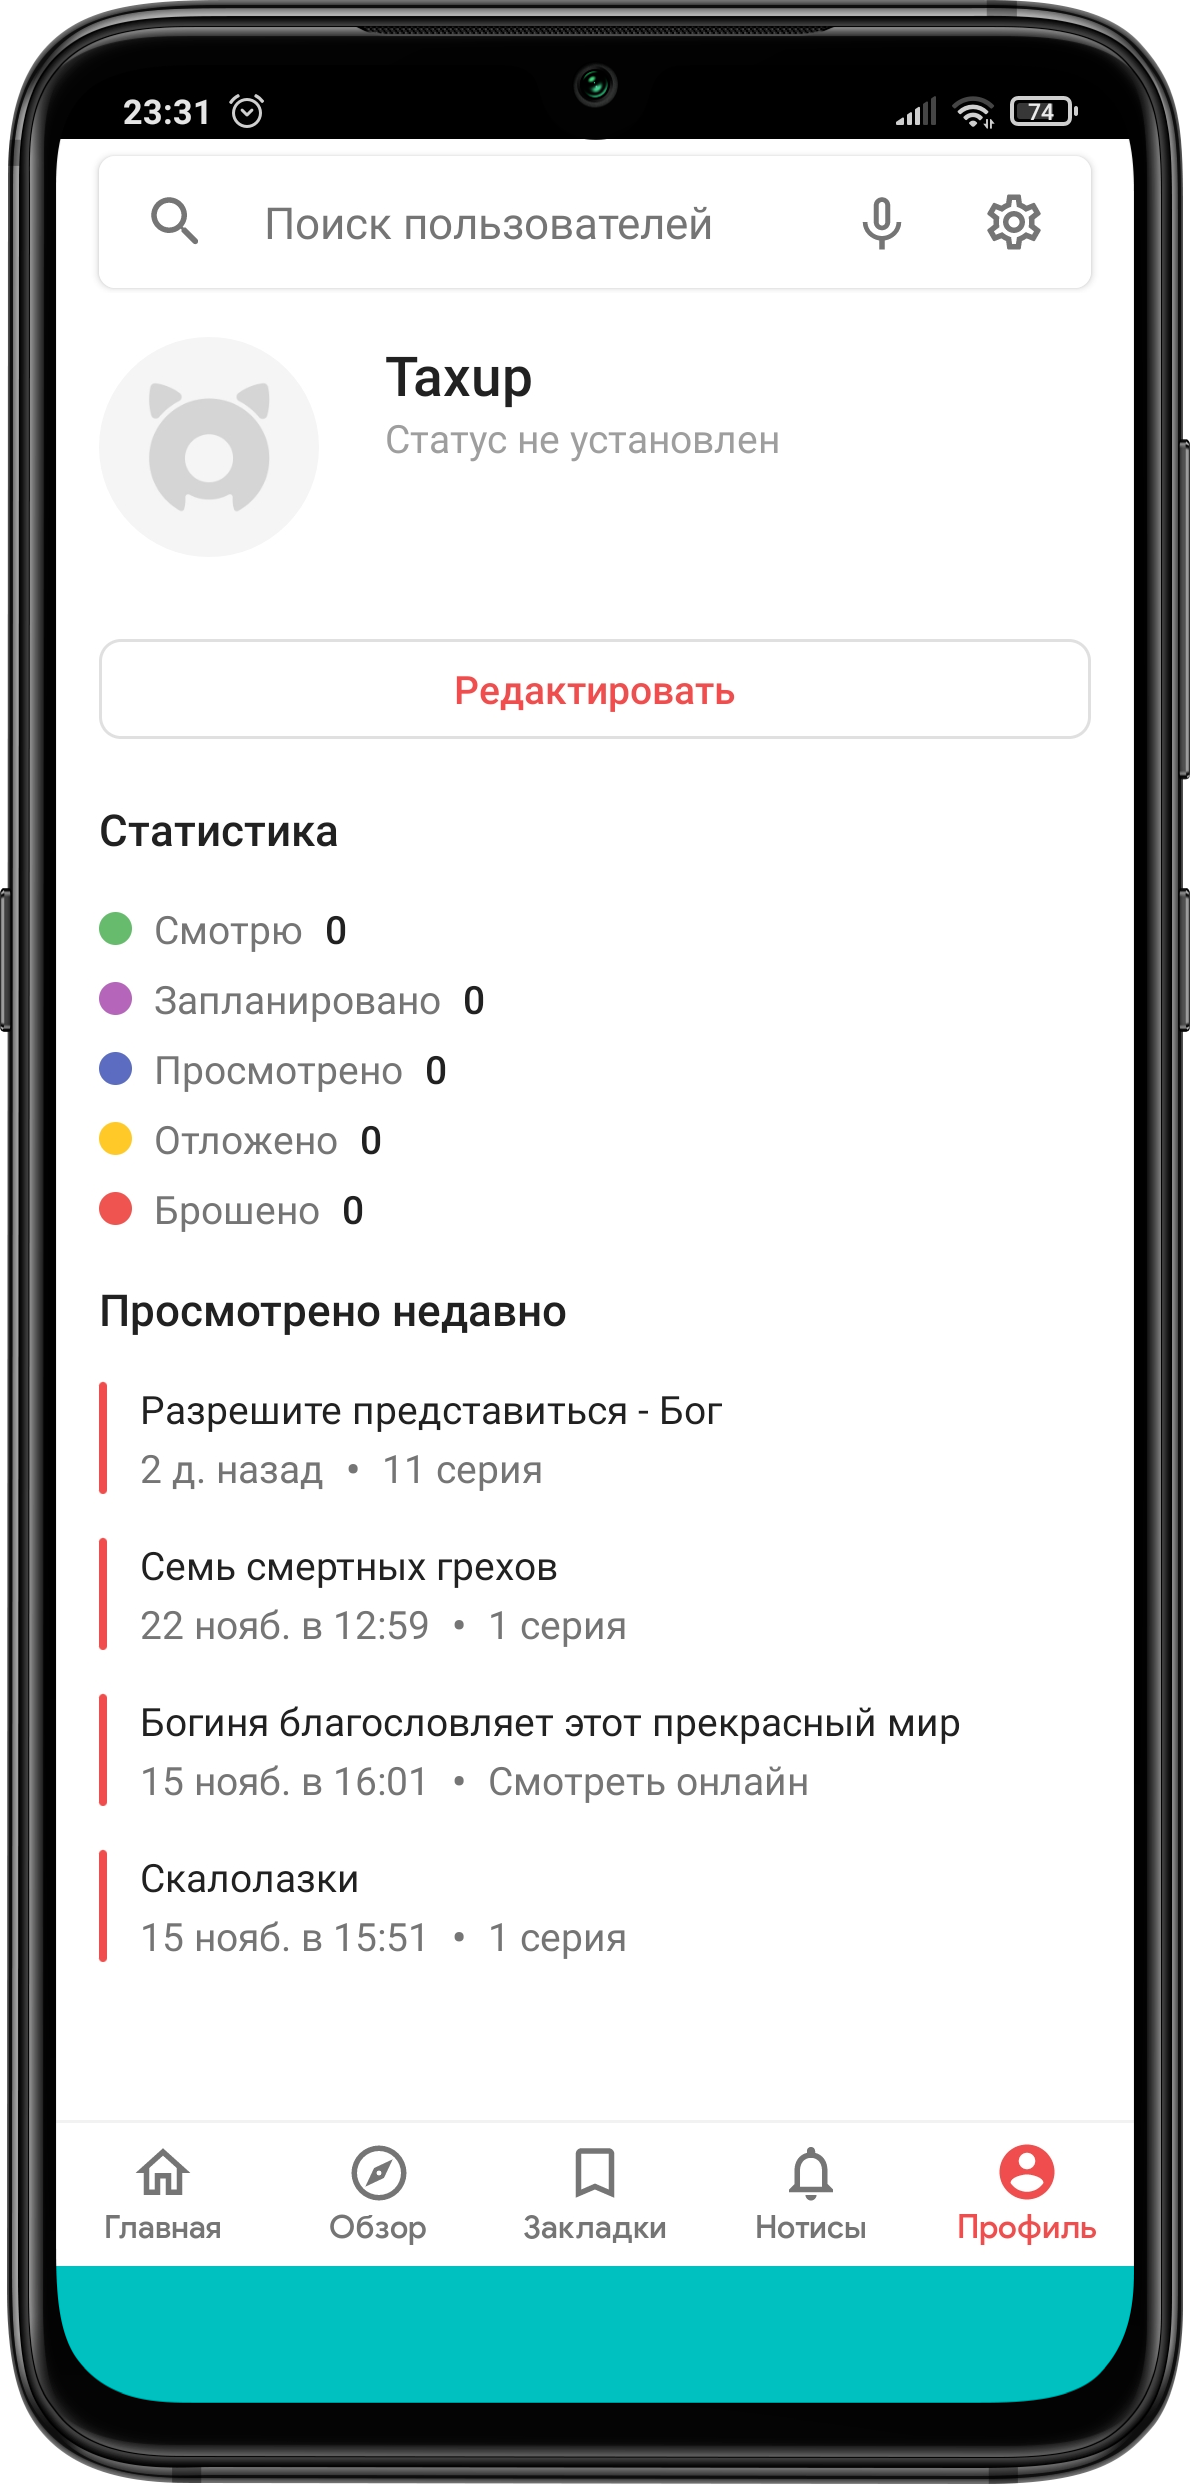 23:31
74
Поиск пользователей
Taxup
Статус не установлен
Редактировать
Статистика
Смотрю 0
Запланировано 0
Просмотрено 0
Отложено 0
Брошено 0
Просмотрено недавно
Разрешите представиться - Бог
2 д. назад • 11 серия
Семь смертных грехов
22 нояб. в 12:59 • 1 серия
Богиня благословляет этот прекрасный мир
15 нояб. в 16:01 • Смотреть онлайн
Скалолазки
15 нояб. в 15:51 • 1 серия
Главная
Обзор
Закладки
Нотисы
Профиль